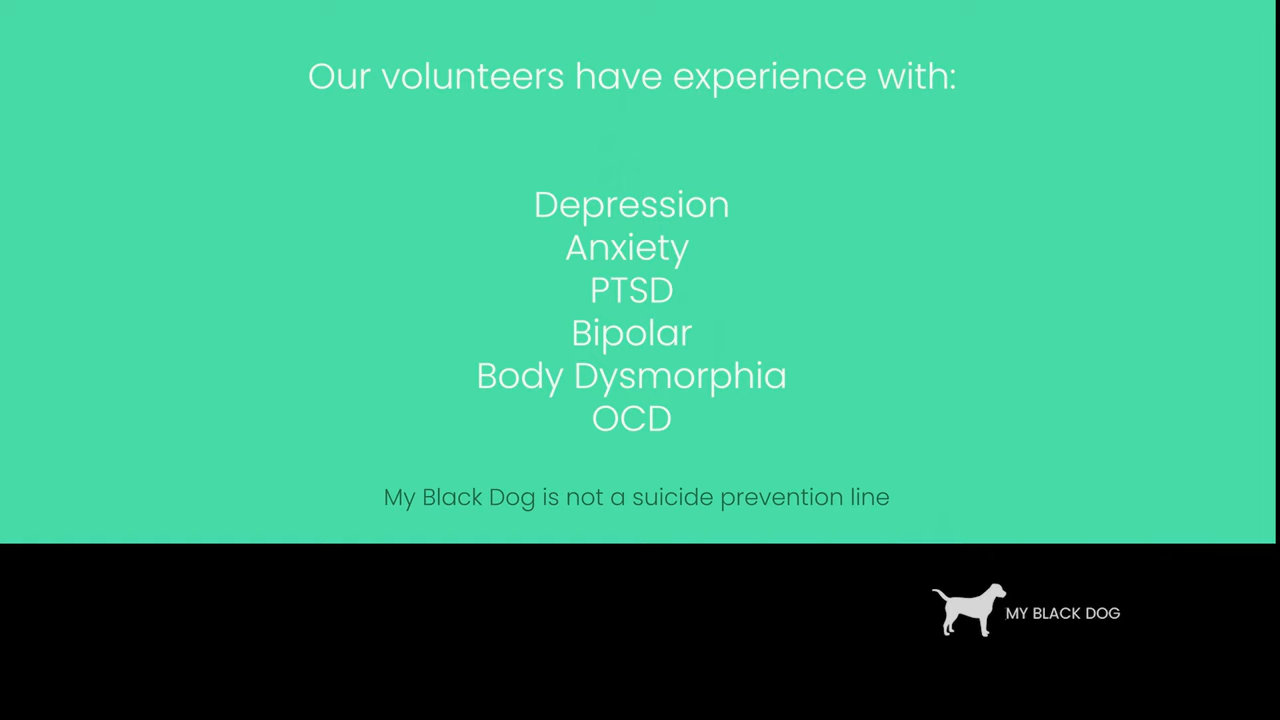 Our volunteers have experience with:
Depression
Anxiety
PTSD
Bipolar
Body Dysmorphia
OCD
My Black Dog is not a suicide prevention line
MY BLACK DOG